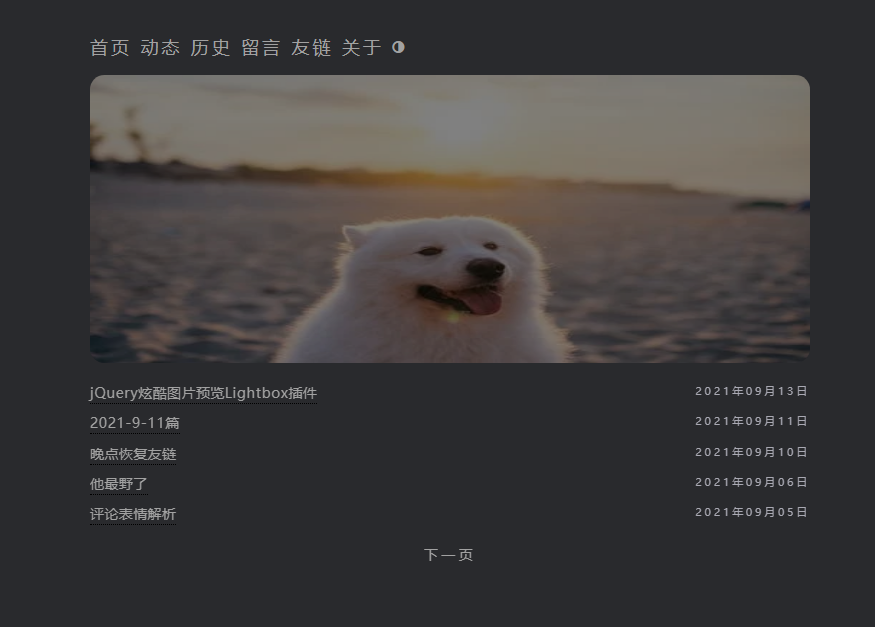 首页 动态 历史 留言 友链 关于
jQuery炫酷图片预览Lightbox插件 2021年09月13日
2021-9-11篇 2021年09月11日
晚点恢复友链 2021年09月10日
他最野了 2021年09月06日
评论表情解析 2021年09月05日
下一页